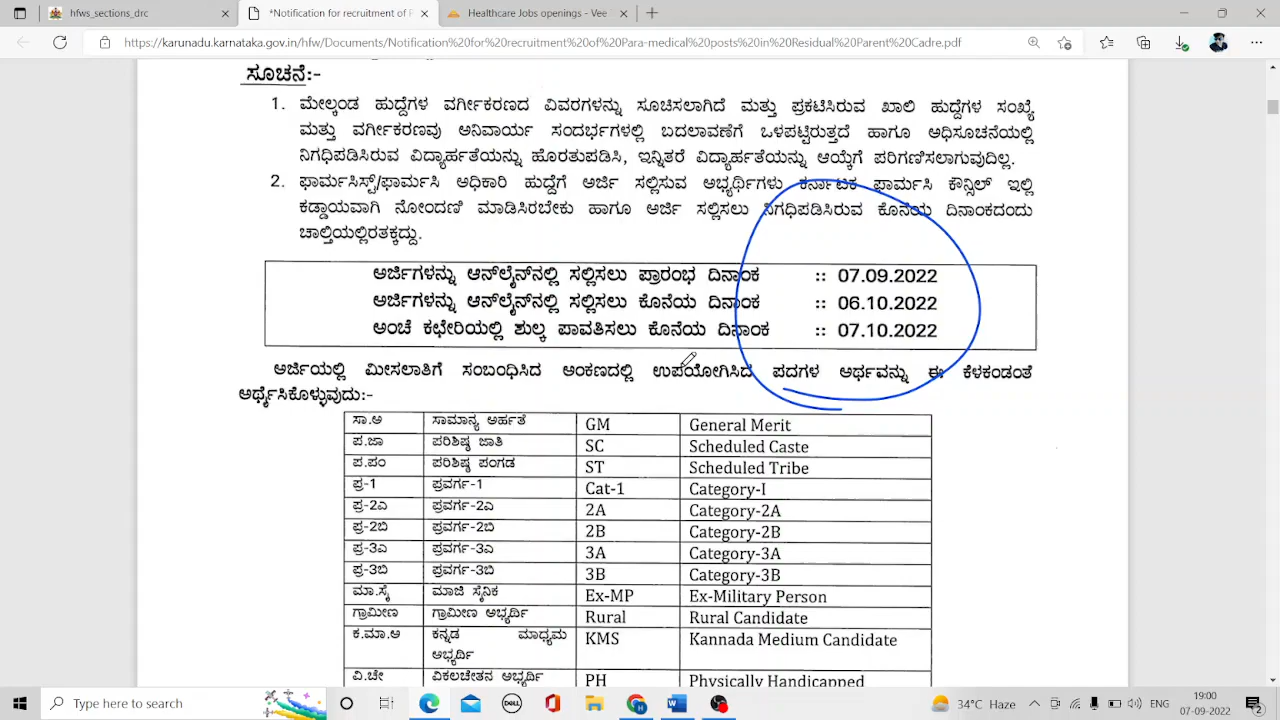 hfws_sections_drc
*Notification for recruitment of P
Healthcare Jobs openings - Vee
https://karunadu.karnataka.gov.in/hfw/Documents/Notification%20for%20recruitment%20of%20Para-medical%20posts%20in%20Residual%20Parent%20Cadre.pdf
ಸೂಚನೆ:-
1. ಮೇಲ್ಕಂಡ ಹುದ್ದೆಗಳ ವರ್ಗೀಕರಣದ ವಿವರಗಳನ್ನು ಸೂಚಿಸಲಾಗಿದೆ ಮತ್ತು ಪ್ರಕಟಿಸಿರುವ ಖಾಲಿ ಹುದ್ದೆಗಳ ಸಂಖ್ಯೆ
ಮತ್ತು ವರ್ಗೀಕರಣವು ಅನಿವಾರ್ಯ ಸಂದರ್ಭಗಳಲ್ಲಿ ಬದಲಾವಣೆಗೆ ಒಳಪಟ್ಟಿರುತ್ತದೆ ಹಾಗೂ ಅಧಿಸೂಚನೆಯಲ್ಲಿ
ನಿಗಧಿಪಡಿಸಿರುವ ವಿದ್ಯಾರ್ಹತೆಯನ್ನು ಹೊರತುಪಡಿಸಿ, ಇನ್ನಿತರೆ ವಿದ್ಯಾರ್ಹತೆಯನ್ನು ಆಯ್ಕೆಗೆ ಪರಿಗಣಿಸಲಾಗುವುದಿಲ್ಲ.
2. ಫಾರ್ಮಸಿಸ್ಟ್/ಫಾರ್ಮಸಿ ಅಧಿಕಾರಿ ಹುದ್ದೆಗೆ ಅರ್ಜಿ ಸಲ್ಲಿಸುವ ಅಭ್ಯರ್ಥಿಗಳು ಕರ್ನಾಟಕ ಫಾರ್ಮಸಿ ಕೌನ್ಸಿಲ್ ಇಲ್ಲಿ
ಕಡ್ಡಾಯವಾಗಿ ನೋಂದಣಿ ಮಾಡಿಸಿರಬೇಕು ಹಾಗೂ ಅರ್ಜಿ ಸಲ್ಲಿಸಲು ನಿಗಧಿಪಡಿಸಿರುವ ಕೊನೆಯ ದಿನಾಂಕದಂದು
ಚಾಲ್ತಿಯಲ್ಲಿರತಕ್ಕದ್ದು.
ಅರ್ಜಿಗಳನ್ನು ಆನ್‌ಲೈನ್‌ನಲ್ಲಿ ಸಲ್ಲಿಸಲು ಪ್ರಾರಂಭ ದಿನಾಂಕ :: 07.09.2022
ಅರ್ಜಿಗಳನ್ನು ಆನ್‌ಲೈನ್‌ನಲ್ಲಿ ಸಲ್ಲಿಸಲು ಕೊನೆಯ ದಿನಾಂಕ :: 06.10.2022
ಅಂಚೆ ಕಛೇರಿಯಲ್ಲಿ ಶುಲ್ಕ ಪಾವತಿಸಲು ಕೊನೆಯ ದಿನಾಂಕ :: 07.10.2022
ಅರ್ಜಿಯಲ್ಲಿ ಮೀಸಲಾತಿಗೆ ಸಂಬಂಧಿಸಿದ ಅಂಕಣದಲ್ಲಿ ಉಪಯೋಗಿಸಿದ ಪದಗಳ ಅರ್ಥವನ್ನು ಈ ಕೆಳಕಂಡಂತೆ
ಅರ್ಥೈಸಿಕೊಳ್ಳುವುದು:-
ಸಾ.ಅ ಸಾಮಾನ್ಯ ಅರ್ಹತೆ GM General Merit
ಪ.ಜಾ ಪರಿಶಿಷ್ಠ ಜಾತಿ SC Scheduled Caste
ಪ.ಪಂ ಪರಿಶಿಷ್ಠ ಪಂಗಡ ST Scheduled Tribe
ಪ್ರ-1 ಪ್ರವರ್ಗ-1 Cat-1 Category-I
ಪ್ರ-2ಎ ಪ್ರವರ್ಗ-2ಎ 2A Category-2A
ಪ್ರ-2ಬಿ ಪ್ರವರ್ಗ-2ಬಿ 2B Category-2B
ಪ್ರ-3ಎ ಪ್ರವರ್ಗ-3ಎ 3A Category-3A
ಪ್ರ-3ಬಿ ಪ್ರವರ್ಗ-3ಬಿ 3B Category-3B
ಮಾ.ಸೈ ಮಾಜಿ ಸೈನಿಕ Ex-MP Ex-Military Person
ಗ್ರಾಮೀಣ ಗ್ರಾಮೀಣ ಅಭ್ಯರ್ಥಿ Rural Rural Candidate
ಕ.ಮಾ.ಅ ಕನ್ನಡ ಮಾಧ್ಯಮ KMS Kannada Medium Candidate
ಅಭ್ಯರ್ಥಿ
ವಿ.ಚೇ ವಿಕಲಚೇತನ ಅಭ್ಯರ್ಥಿ PH Physically Handicapped
Type here to search
DELL
34°C Haze
ENG
19:00
07-09-2022
2